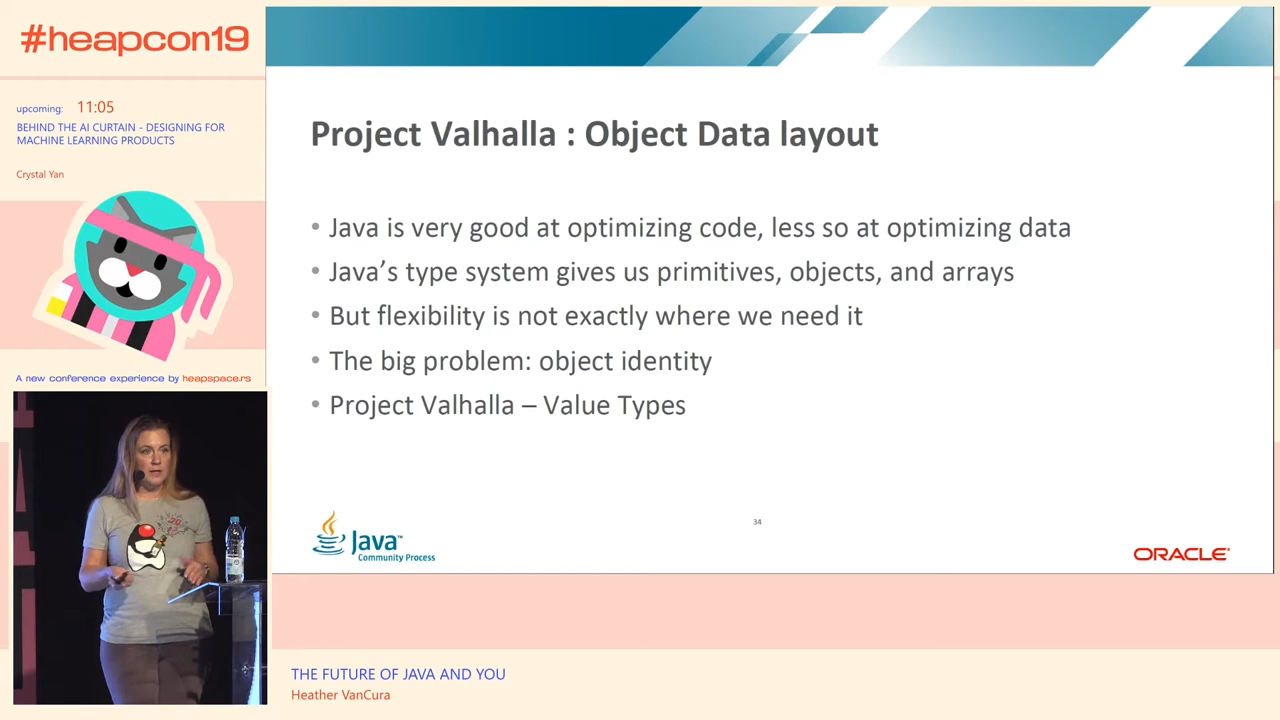 #heapcon19
upcoming: 11:05
BEHIND THE AI CURTAIN - DESIGNING FOR
MACHINE LEARNING PRODUCTS
Crystal Yan
A new conference experience by heapspace.rs
Project Valhalla : Object Data layout
• Java is very good at optimizing code, less so at optimizing data
• Java's type system gives us primitives, objects, and arrays
• But flexibility is not exactly where we need it
• The big problem: object identity
• Project Valhalla – Value Types
34
Java™
Community Process
ORACLE®
THE FUTURE OF JAVA AND YOU
Heather VanCura